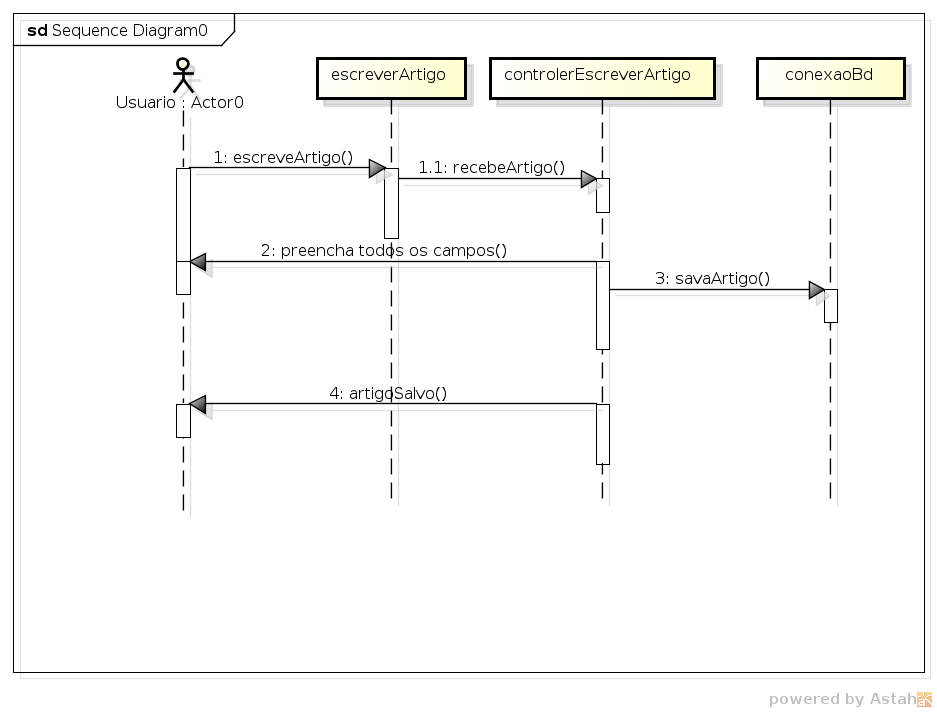 sd Sequence Diagram0
Usuario : Actor0
escreverArtigo
controlerEscreverArtigo
conexaoBd
1: escreveArtigo()
1.1: recebeArtigo()
2: preencha todos os campos()
3: savaArtigo()
4: artigoSalvo()
powered by Astah